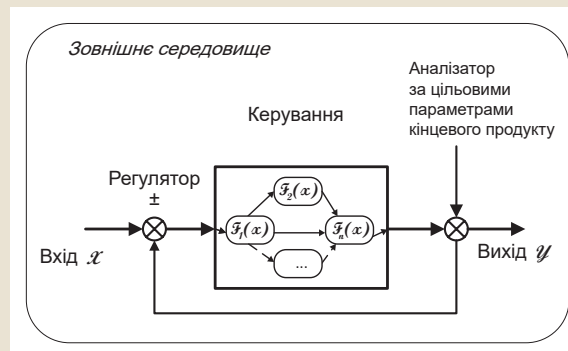 Зовнішнє середовище
Аналізатор
за цільовими
параметрами
кінцевого продукту
Керування
Регулятор
±
ℱ₂(x)
ℱ₁(x)
ℱₙ(x)
...
Вхід x
Вихід y